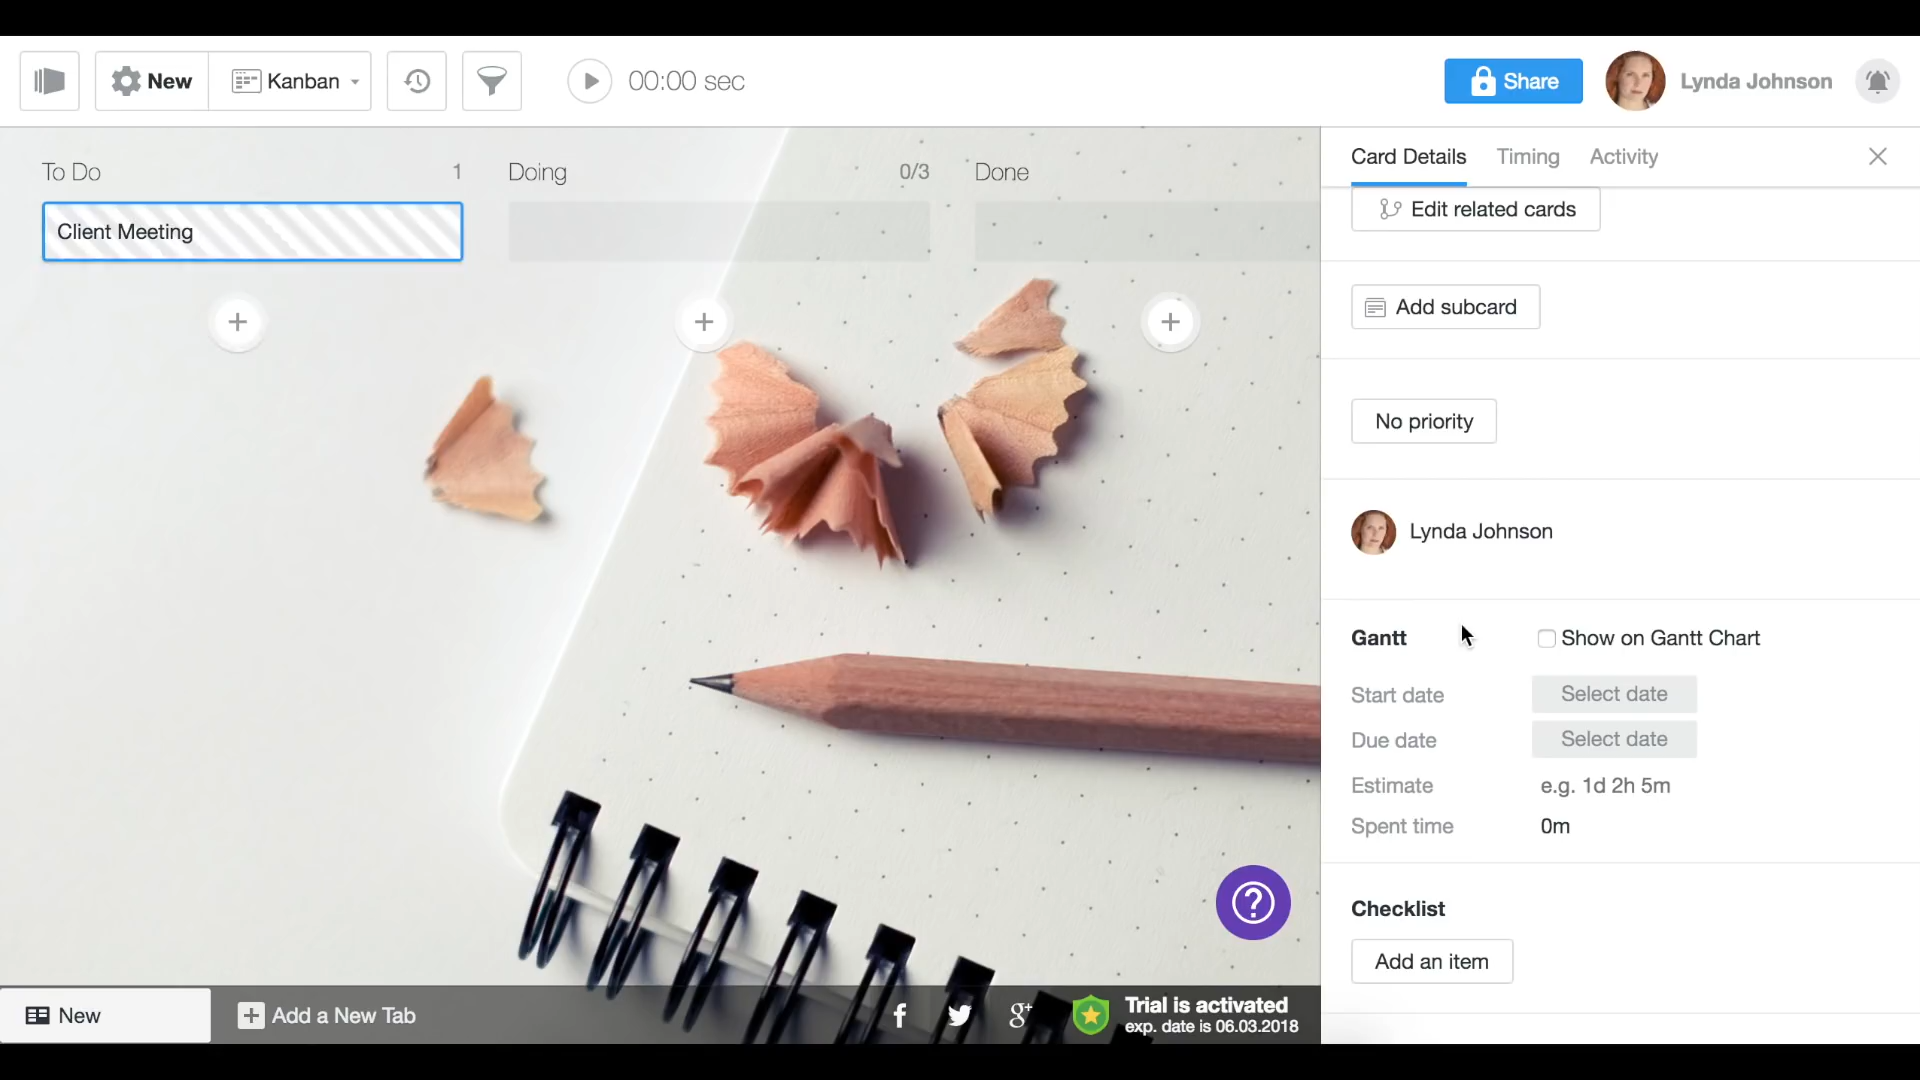 New
Kanban
00:00 sec
Share
Lynda Johnson
To Do 1
Doing 0/3
Done
Client Meeting
Card Details
Timing
Activity
Edit related cards
Add subcard
No priority
Lynda Johnson
Gantt
Show on Gantt Chart
Start date Select date
Due date Select date
Estimate e.g. 1d 2h 5m
Spent time 0m
Checklist
Add an item
New
Add a New Tab
Trial is activated
exp. date is 06.03.2018